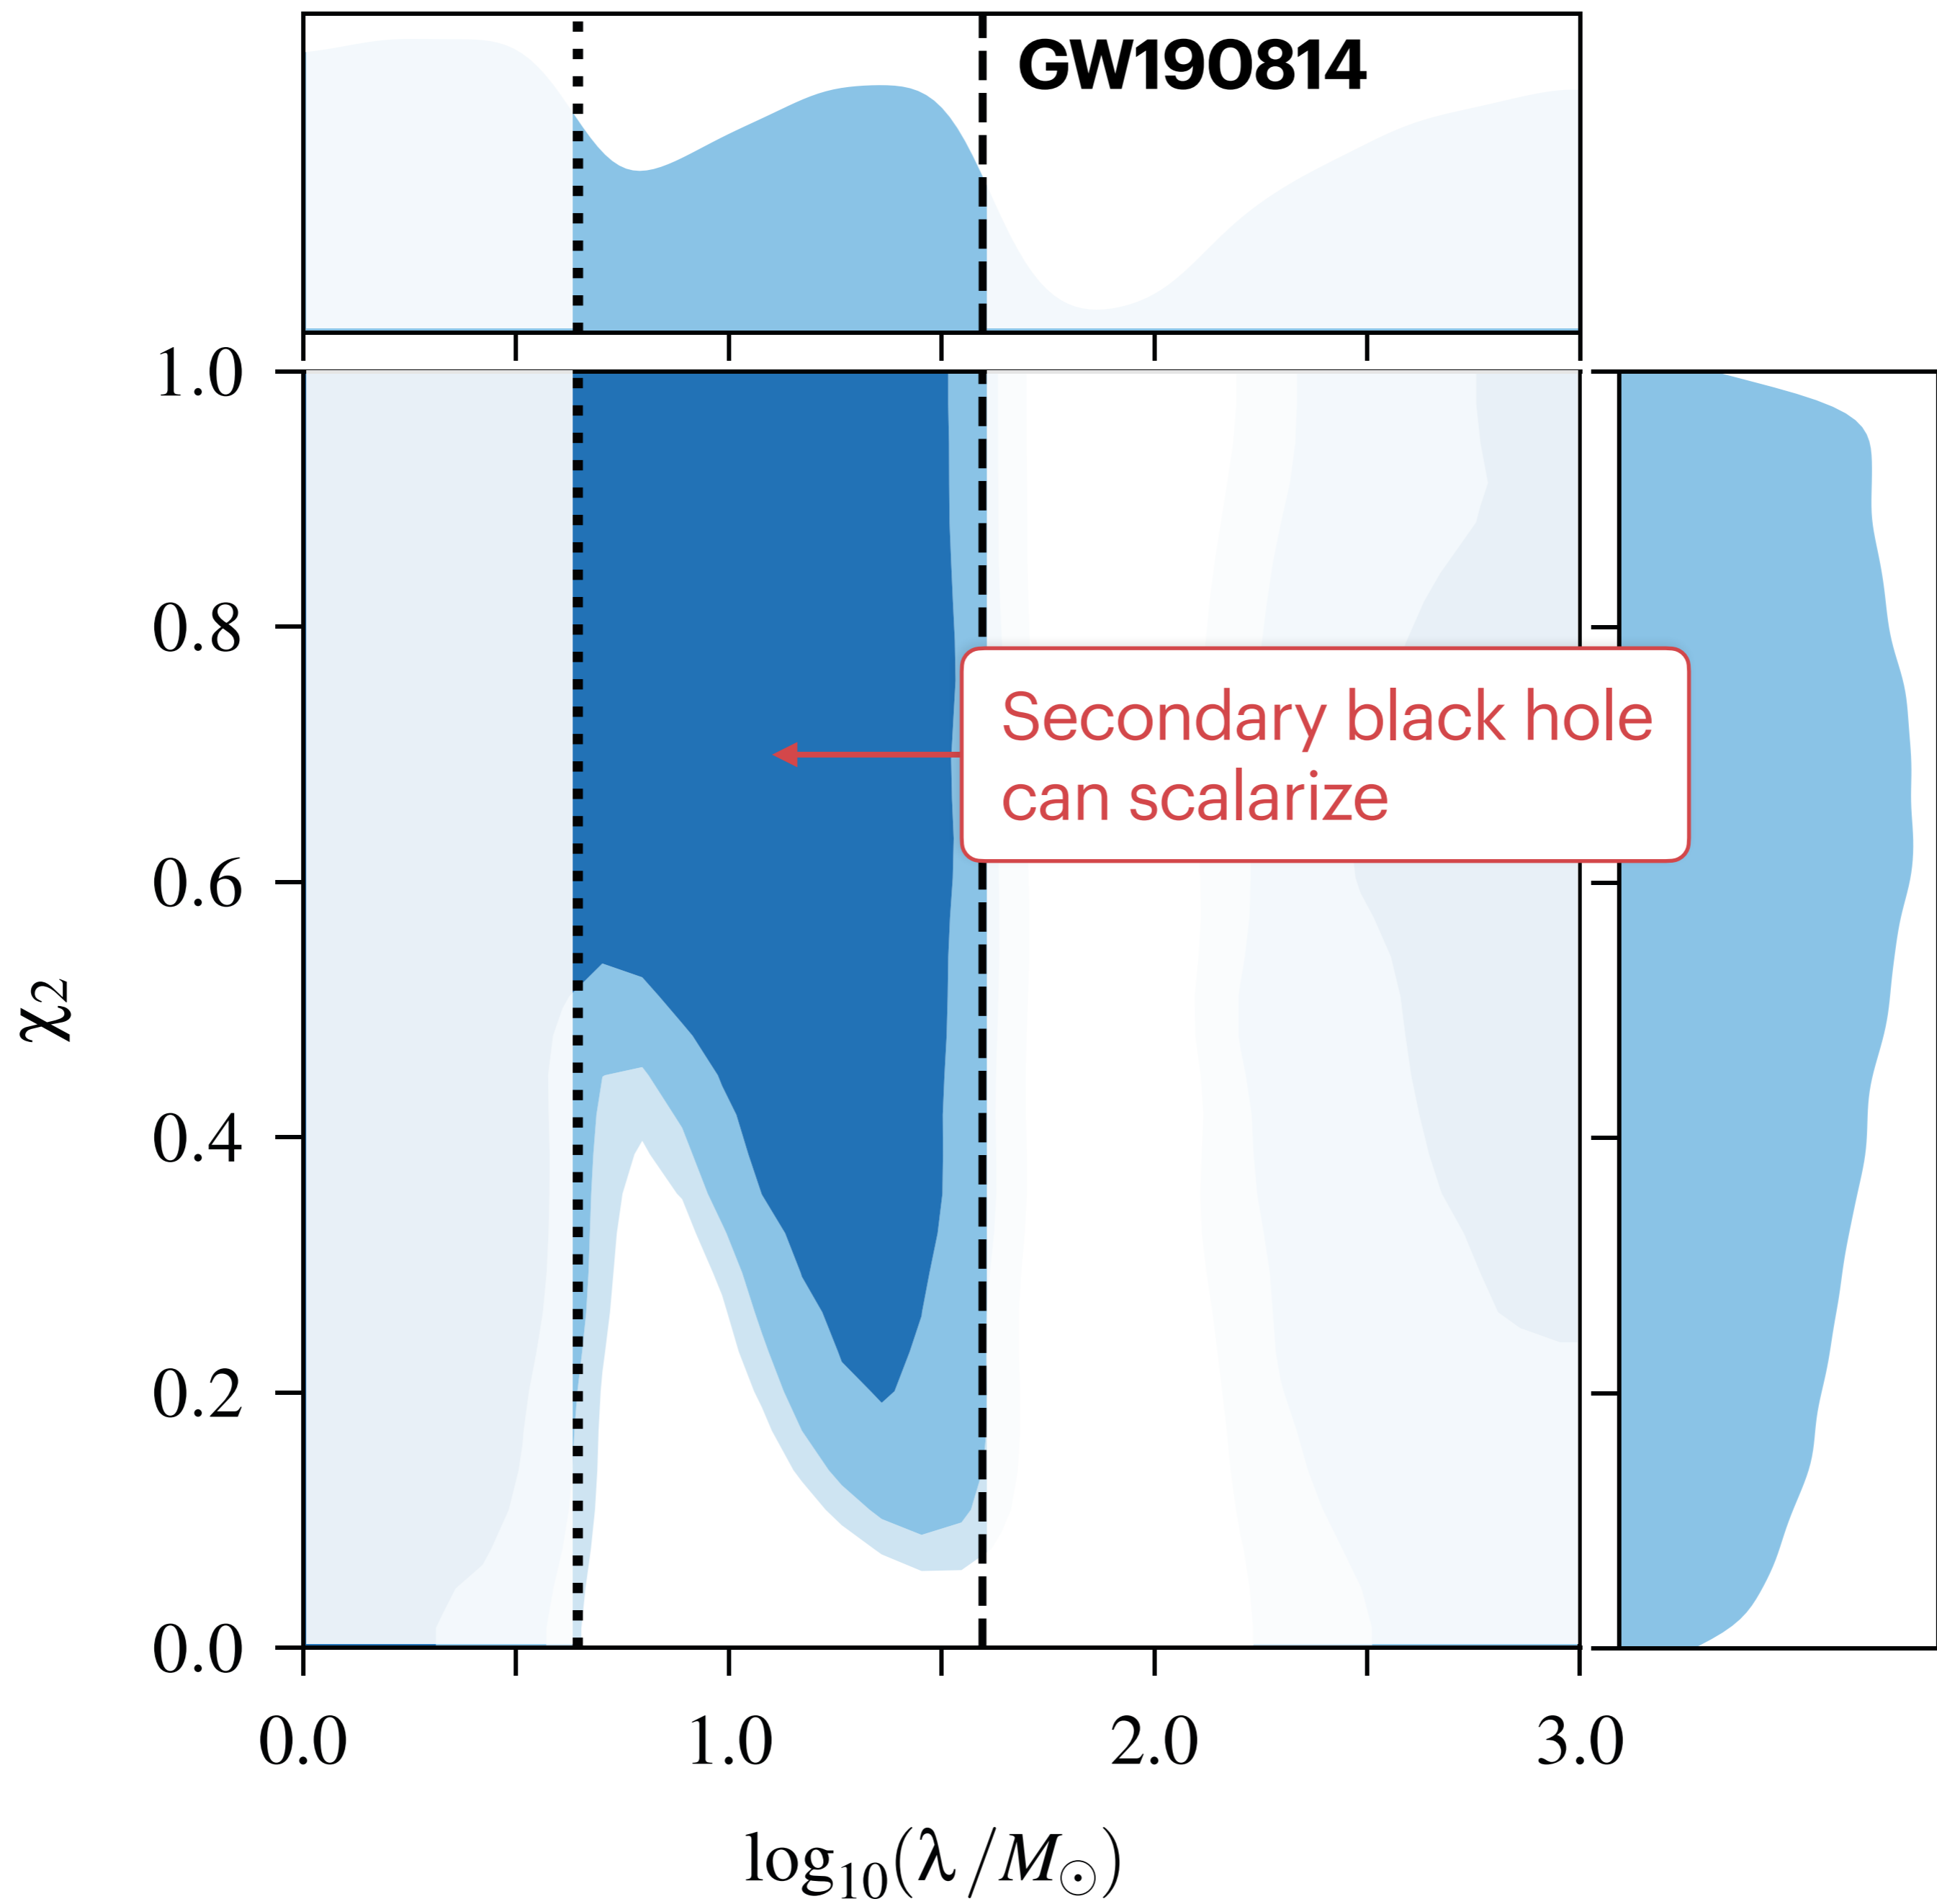 GW190814
1.0
0.8
Secondary black hole
can scalarize
0.6
χ₂
0.4
0.2
0.0
0.0 1.0 2.0 3.0
log₁₀(λ/M☉)